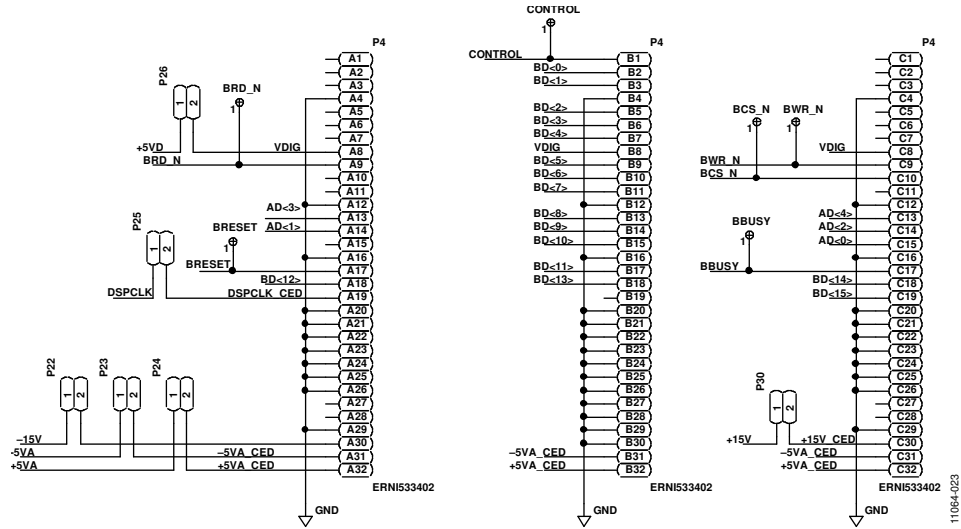 CONTROL
1
CONTROL
P4
A1
A2
A3
A4
A5
A6
A7
A8
A9
A10
A11
A12
A13
A14
A15
A16
A17
A18
A19
A20
A21
A22
A23
A24
A25
A26
A27
A28
A29
A30
A31
A32
ERNI533402
GND
P26
1
2
BRD_N
1
+5VD
VDIG
BRD_N
AD<3>
AD<1>
P25
1
2
BRESET
1
BRESET
BD<12>
DSPCLK
DSPCLK_CED
P22
1
2
P23
1
2
P24
1
2
–15V
-5VA
+5VA
–5VA_CED
+5VA_CED
P4
B1
B2
B3
B4
B5
B6
B7
B8
B9
B10
B11
B12
B13
B14
B15
B16
B17
B18
B19
B20
B21
B22
B23
B24
B25
B26
B27
B28
B29
B30
B31
B32
ERNI533402
GND
BD<0>
BD<1>
BD<2>
BD<3>
BD<4>
VDIG
BD<5>
BD<6>
BD<7>
BD<8>
BD<9>
BD<10>
BD<11>
BD<13>
–5VA_CED
+5VA_CED
P4
C1
C2
C3
C4
C5
C6
C7
C8
C9
C10
C11
C12
C13
C14
C15
C16
C17
C18
C19
C20
C21
C22
C23
C24
C25
C26
C27
C28
C29
C30
C31
C32
ERNI533402
GND
BCS_N
1
BWR_N
1
VDIG
BWR_N
BCS_N
AD<4>
AD<2>
AD<0>
BBUSY
1
BBUSY
BD<14>
BD<15>
P30
1
2
+15V
+15V_CED
–5VA_CED
+5VA_CED
11064-023